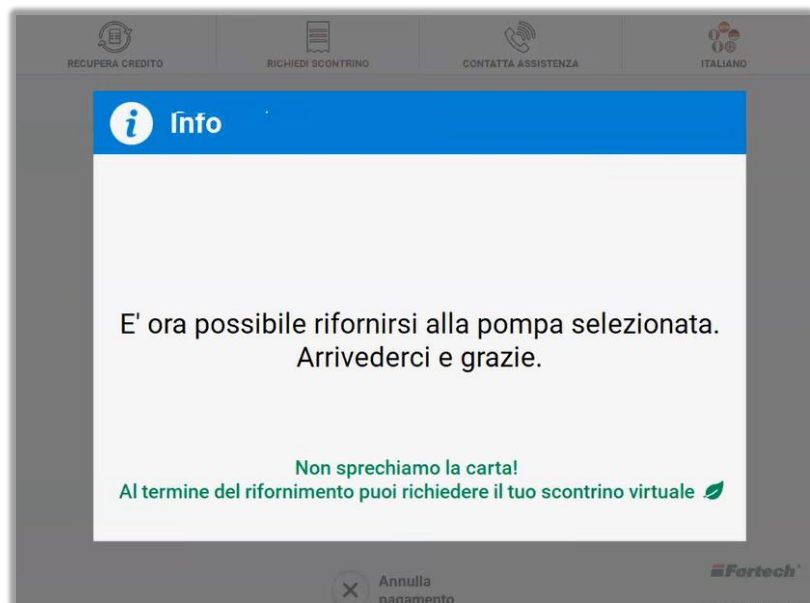 RECUPERA CREDITO
RICHIEDI SCONTRINO
CONTATTA ASSISTENZA
ITALIANO
i Info
E' ora possibile rifornirsi alla pompa selezionata.
Arrivederci e grazie.
Non sprechiamo la carta!
Al termine del rifornimento puoi richiedere il tuo scontrino virtuale
Annulla
pagamento
Fortech